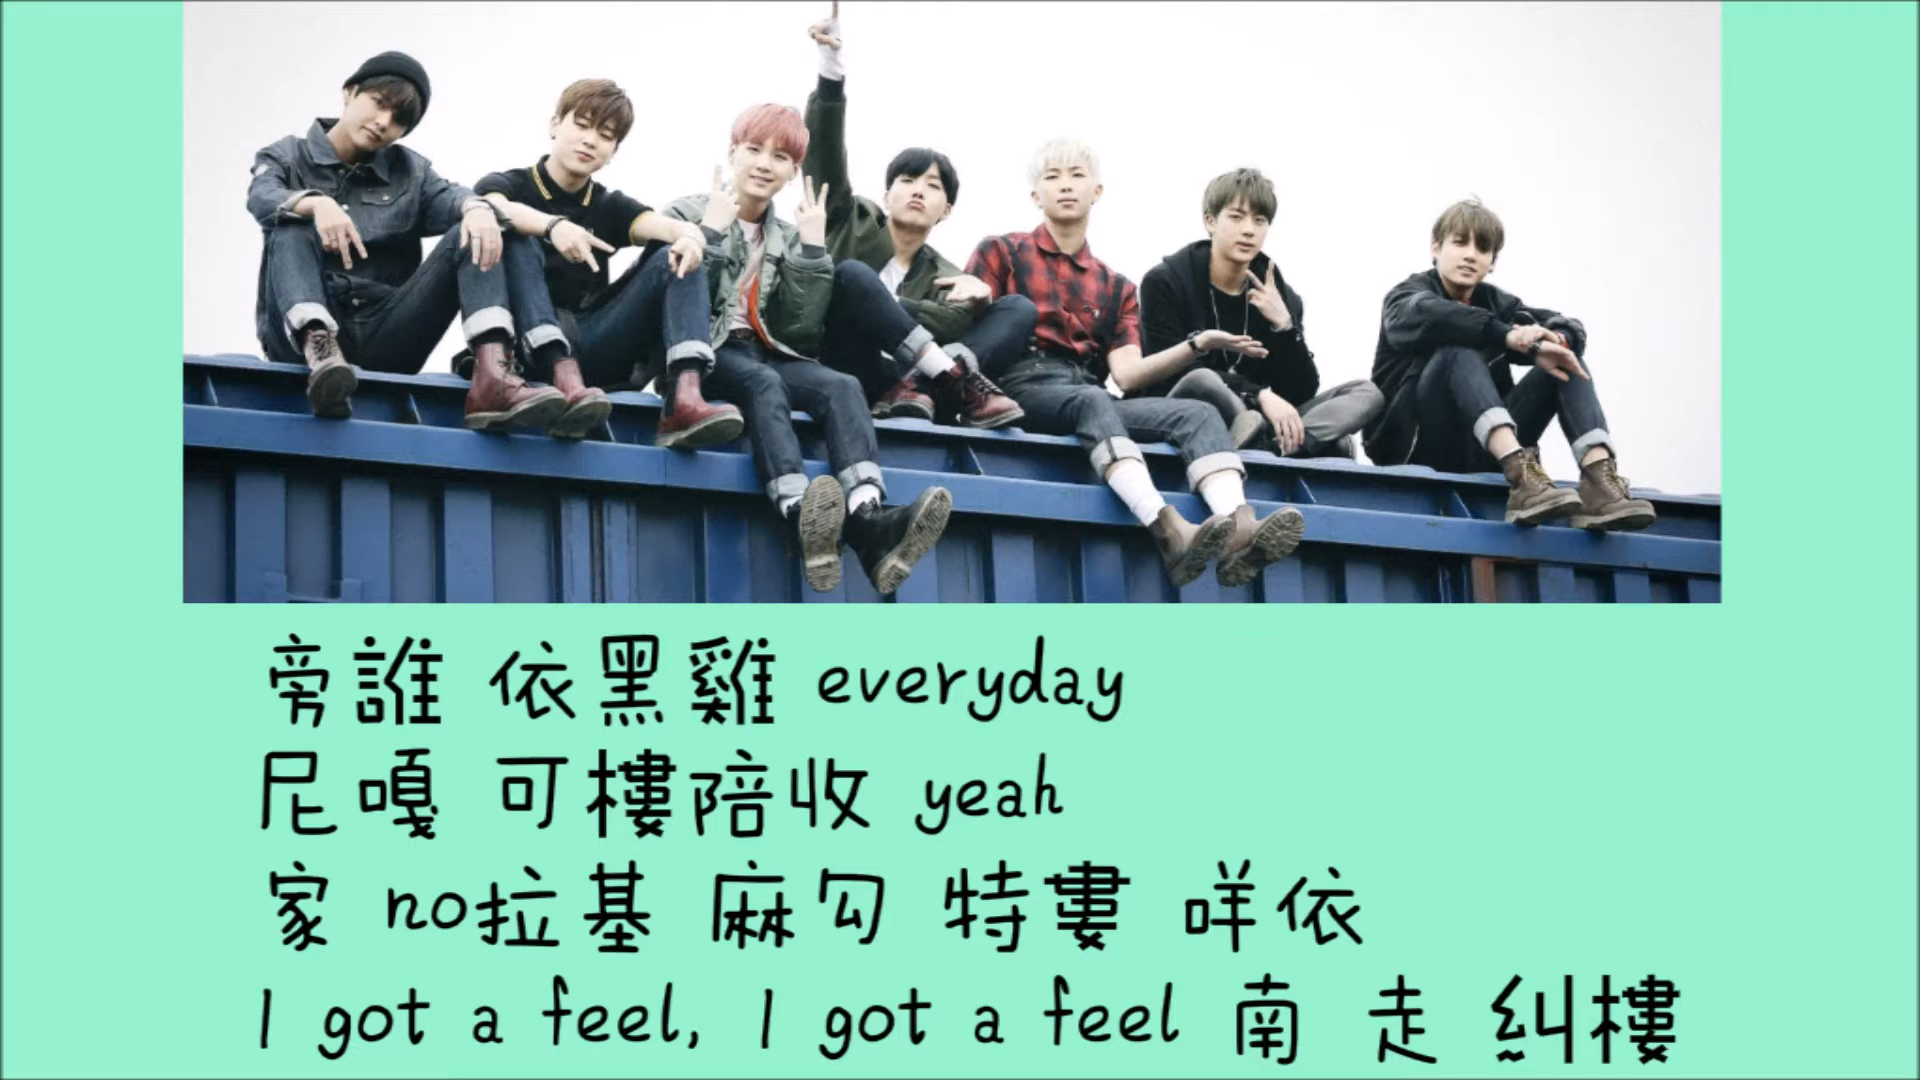 旁誰 依黑雞 everyday
尼嘎 可樓陪收 yeah
家 no拉基 麻勾 特婁 咩依
I got a feel, I got a feel 南 走 糾樓